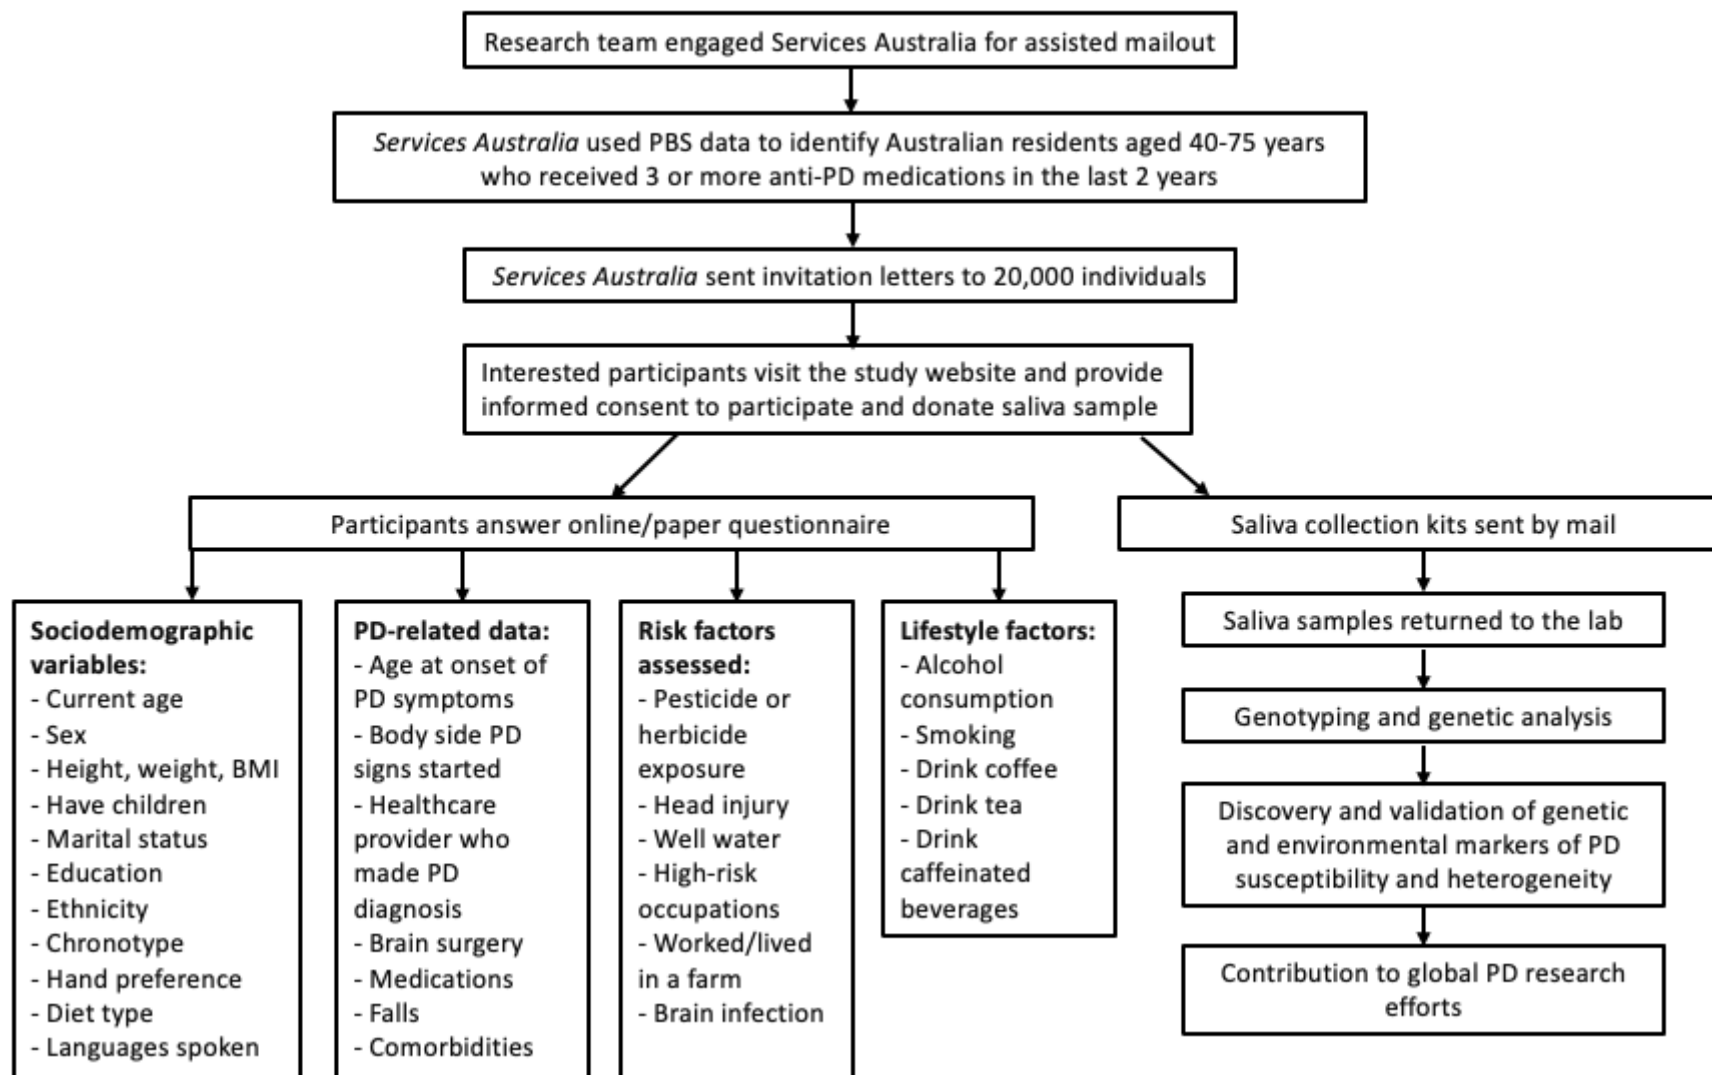 Research team engaged Services Australia for assisted mailout
Services Australia used PBS data to identify Australian residents aged 40-75 years
who received 3 or more anti-PD medications in the last 2 years
Services Australia sent invitation letters to 20,000 individuals
Interested participants visit the study website and provide
informed consent to participate and donate saliva sample
Participants answer online/paper questionnaire
Sociodemographic
variables:
- Current age
- Sex
- Height, weight, BMI
- Have children
- Marital status
- Education
- Ethnicity
- Chronotype
- Hand preference
- Diet type
- Languages spoken
PD-related data:
- Age at onset of
PD symptoms
- Body side PD
signs started
- Healthcare
provider who
made PD
diagnosis
- Brain surgery
- Medications
- Falls
- Comorbidities
Risk factors
assessed:
- Pesticide or
herbicide
exposure
- Head injury
- Well water
- High-risk
occupations
- Worked/lived
in a farm
- Brain infection
Lifestyle factors:
- Alcohol
consumption
- Smoking
- Drink coffee
- Drink tea
- Drink
caffeinated
beverages
Saliva collection kits sent by mail
Saliva samples returned to the lab
Genotyping and genetic analysis
Discovery and validation of genetic
and environmental markers of PD
susceptibility and heterogeneity
Contribution to global PD research
efforts